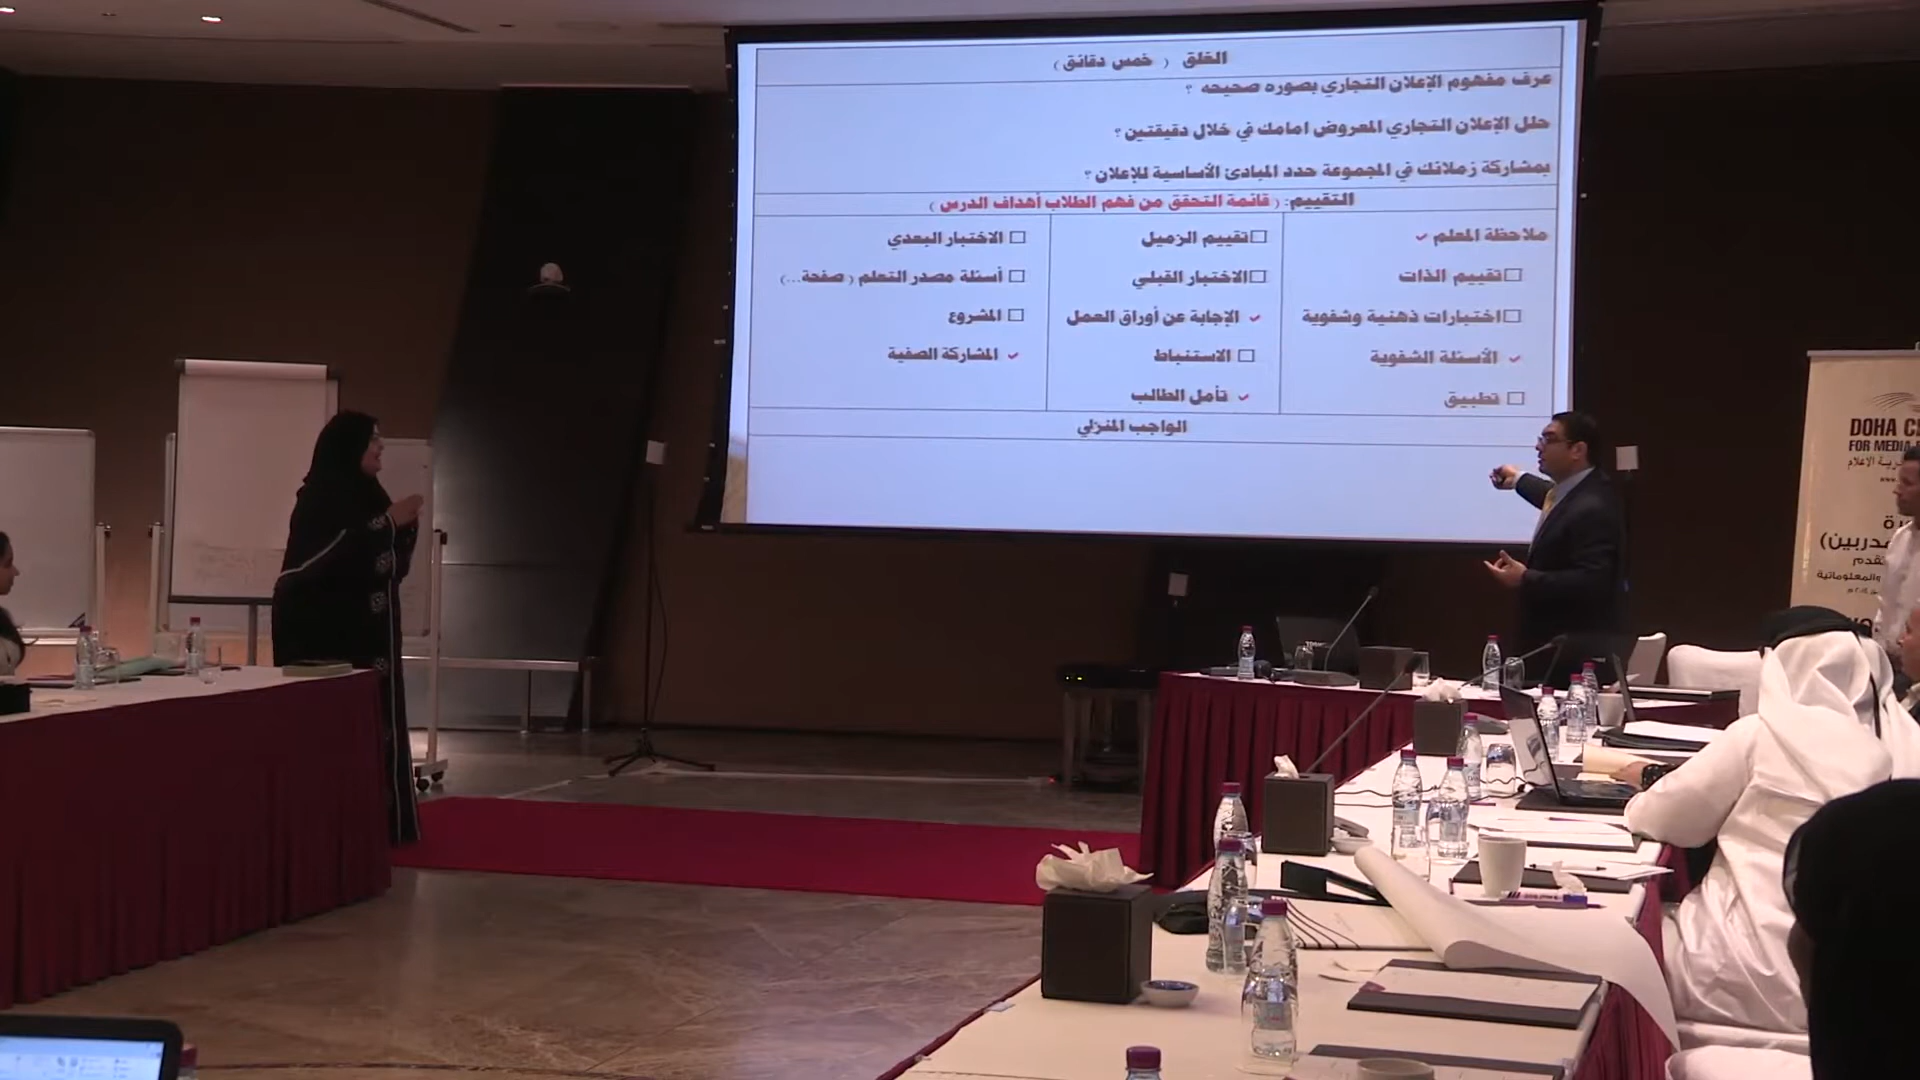 الغلق ( خمس دقائق )
عرف مفهوم الإعلان التجاري بصوره صحيحه ؟
حلل الإعلان التجاري المعروض امامك في خلال دقيقتين ؟
بمشاركة زملائك في المجموعة حدد المبادئ الأساسية للإعلان ؟
التقييم: ( قائمة التحقق من فهم الطلاب أهداف الدرس )
ملاحظة المعلم ✓
☐ تقييم الذات
☐ اختبارات ذهنية وشفوية
✓ الأسئلة الشفوية
☐ تطبيق
☐ تقييم الزميل
☐ الاختبار القبلي
✓ الإجابة عن أوراق العمل
☐ الاستنباط
✓ تأمل الطالب
☐ الاختبار البعدي
☐ أسئلة مصدر التعلم ( صفحة...)
☐ المشروع
✓ المشاركة الصفية
الواجب المنزلي
DOHA
FOR MEDIA
الإعلام
والمعلوماتية